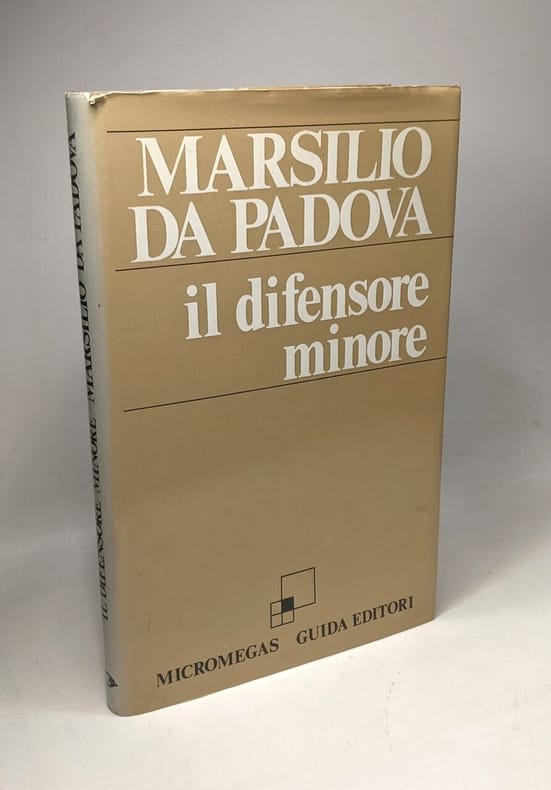 MARSILIO
DA PADOVA
il difensore
minore
MICROMEGAS GUIDA EDITORI
IL DIFENSORE MINORE MARSILIO DA PADOVA